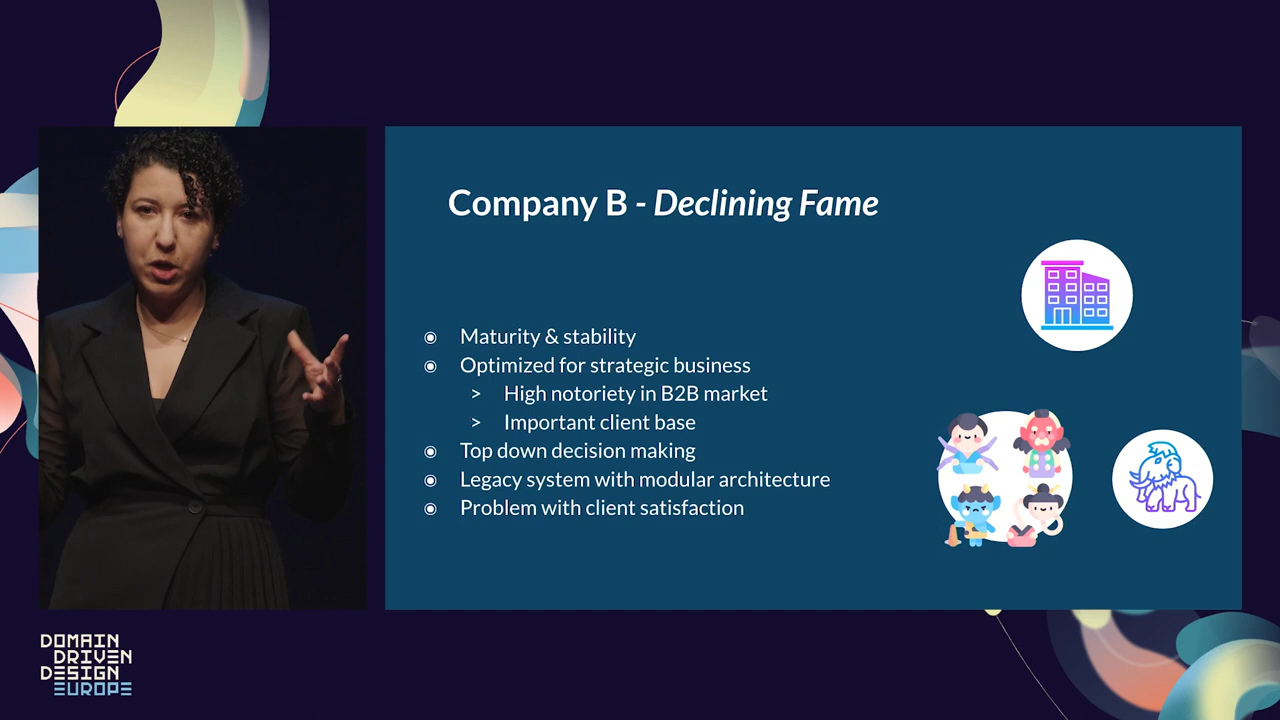 Company B - Declining Fame
◉ Maturity & stability
◉ Optimized for strategic business
> High notoriety in B2B market
> Important client base
◉ Top down decision making
◉ Legacy system with modular architecture
◉ Problem with client satisfaction
DOMAIN
DRIVEN
DESIGN
EUROPE